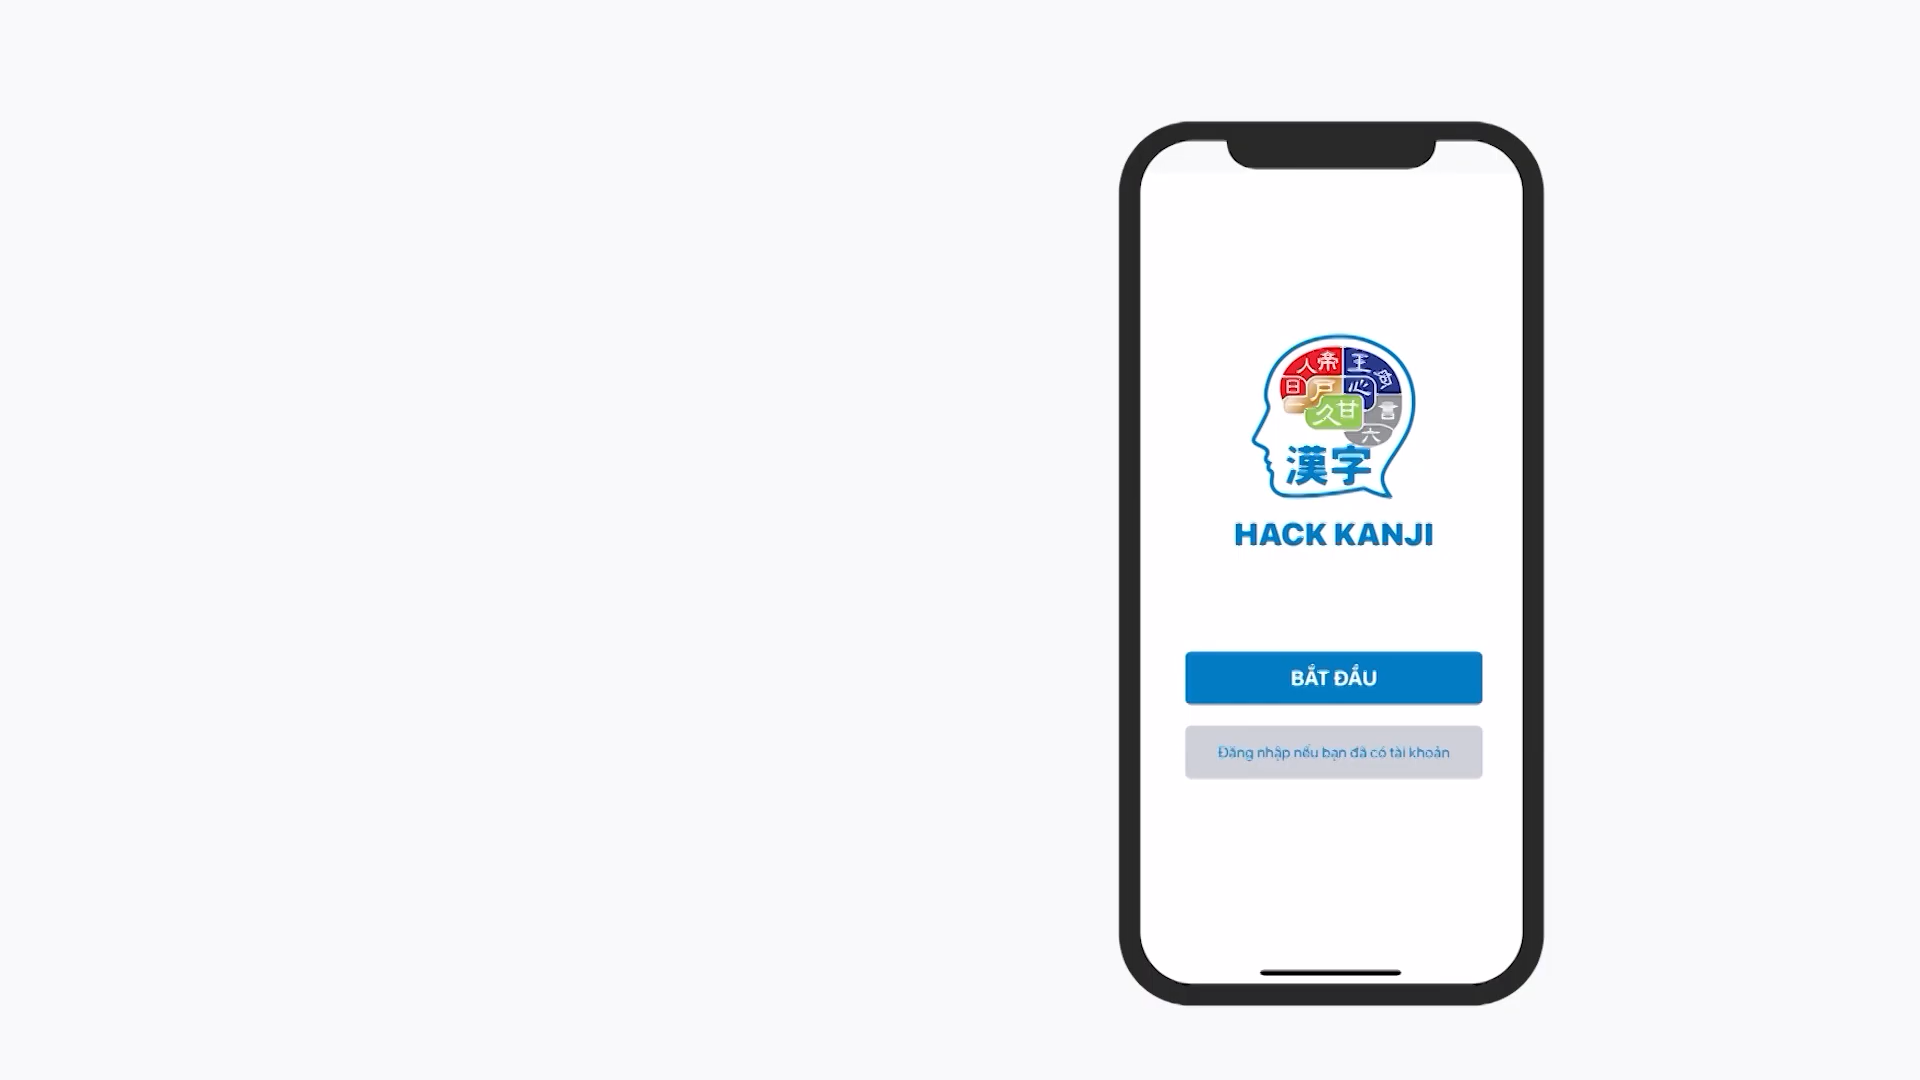 人帝王
日戸心
久甘言
六
漢字
HACK KANJI
BẮT ĐẦU
Đăng nhập nếu bạn đã có tài khoản